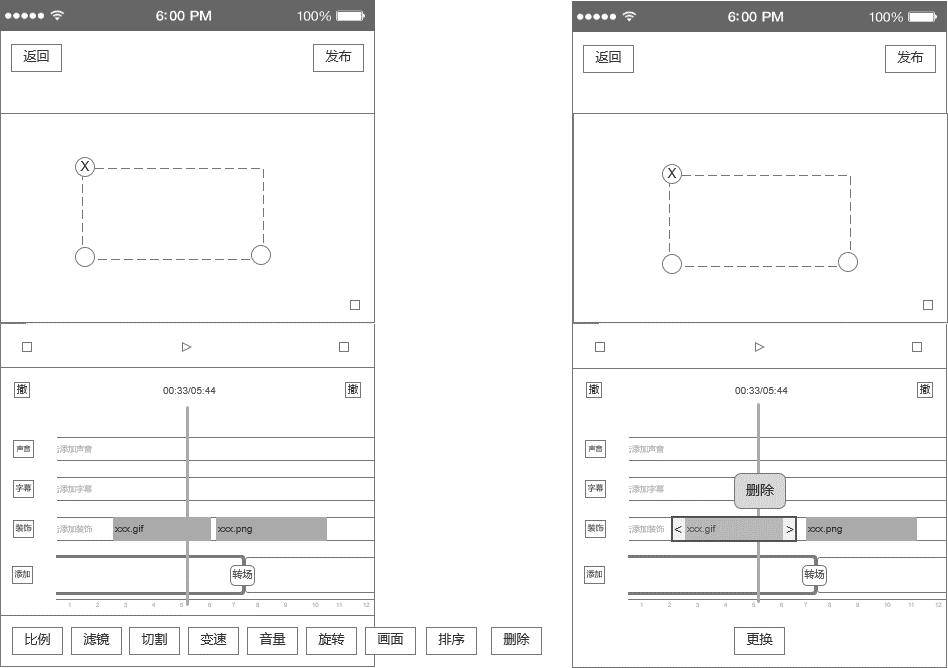 6:00 PM 100%
返回 发布
X
撤 00:33/05:44 撤
声音 点添加声音
字幕 点添加字幕
装饰 点添加装饰 xxx.gif xxx.png
添加 转场
1 2 3 4 5 6 7 8 9 10 11 12
比例 滤镜 切割 变速 音量 旋转 画面 排序 删除
6:00 PM 100%
返回 发布
X
撤 00:33/05:44 撤
声音 点添加声音
删除
字幕 点添加字幕
装饰 点添加装饰 < xxx.gif > xxx.png
添加 转场
1 2 3 4 5 6 7 8 9 10 11 12
更换